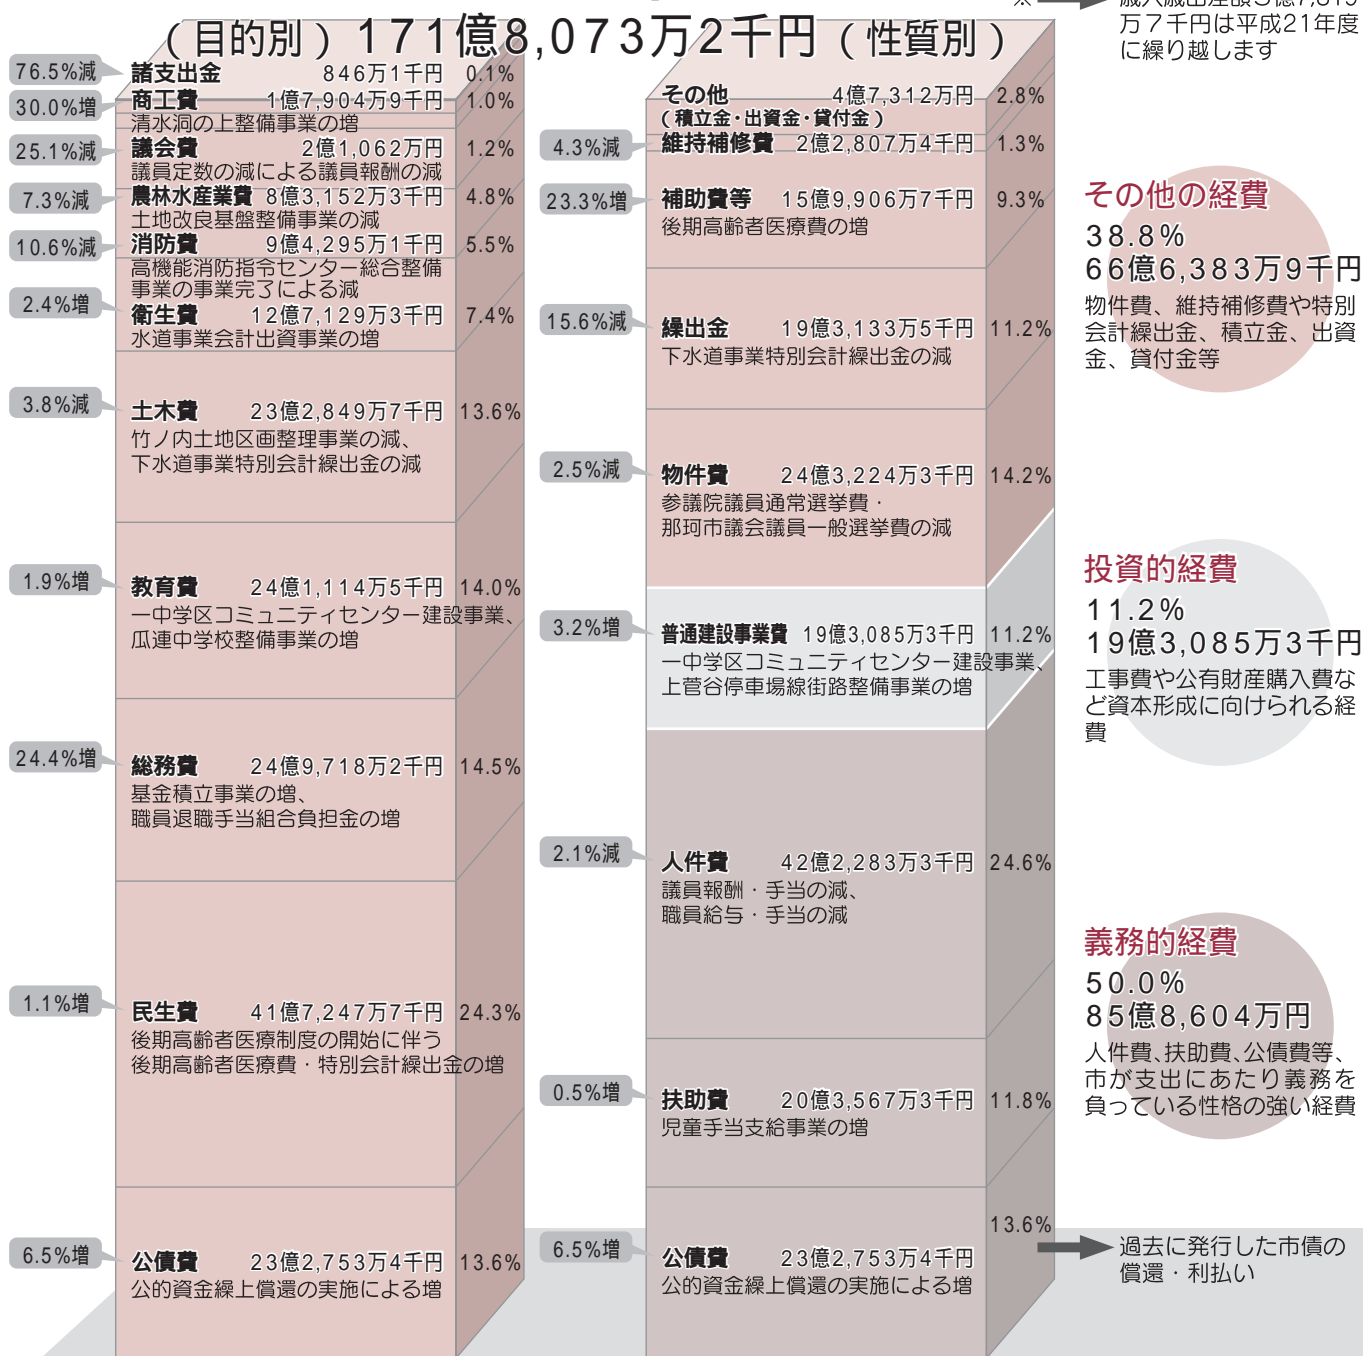 (目的別) 171億8,073万2千円 (性質別)
※
万7千円は平成21年度
に繰り越します
76.5%減 諸支出金 846万1千円 0.1%
30.0%増 商工費 1億7,904万9千円 1.0%
清水洞の上整備事業の増
25.1%減 議会費 2億1,062万円 1.2%
議員定数の減による議員報酬の減
7.3%減 農林水産業費 8億3,152万3千円 4.8%
土地改良基盤整備事業の減
10.6%減 消防費 9億4,295万1千円 5.5%
高機能消防指令センター総合整備
事業の事業完了による減
2.4%増 衛生費 12億7,129万3千円 7.4%
水道事業会計出資事業の増
3.8%減 土木費 23億2,849万7千円 13.6%
竹ノ内土地区画整理事業の減、
下水道事業特別会計繰出金の減
1.9%増 教育費 24億1,114万5千円 14.0%
一中学区コミュニティセンター建設事業、
瓜連中学校整備事業の増
24.4%増 総務費 24億9,718万2千円 14.5%
基金積立事業の増、
職員退職手当組合負担金の増
1.1%増 民生費 41億7,247万7千円 24.3%
後期高齢者医療制度の開始に伴う
後期高齢者医療費・特別会計繰出金の増
6.5%増 公債費 23億2,753万4千円 13.6%
公的資金繰上償還の実施による増
その他 4億7,312万円 2.8%
(積立金・出資金・貸付金)
4.3%減 維持補修費 2億2,807万4千円 1.3%
23.3%増 補助費等 15億9,906万7千円 9.3%
後期高齢者医療費の増
15.6%減 繰出金 19億3,133万5千円 11.2%
下水道事業特別会計繰出金の減
2.5%減 物件費 24億3,224万3千円 14.2%
参議院議員通常選挙費・
那珂市議会議員一般選挙費の減
3.2%増 普通建設事業費 19億3,085万3千円 11.2%
一中学区コミュニティセンター建設事業、
上菅谷停車場線街路整備事業の増
2.1%減 人件費 42億2,283万3千円 24.6%
議員報酬・手当の減、
職員給与・手当の減
0.5%増 扶助費 20億3,567万3千円 11.8%
児童手当支給事業の増
6.5%増 公債費 23億2,753万4千円 13.6%
公的資金繰上償還の実施による増
その他の経費
38.8%
66億6,383万9千円
物件費、維持補修費や特別
会計繰出金、積立金、出資
金、貸付金等
投資的経費
11.2%
19億3,085万3千円
工事費や公有財産購入費な
ど資本形成に向けられる経
費
義務的経費
50.0%
85億8,604万円
人件費、扶助費、公債費等、
市が支出にあたり義務を
負っている性格の強い経費
過去に発行した市債の
償還・利払い